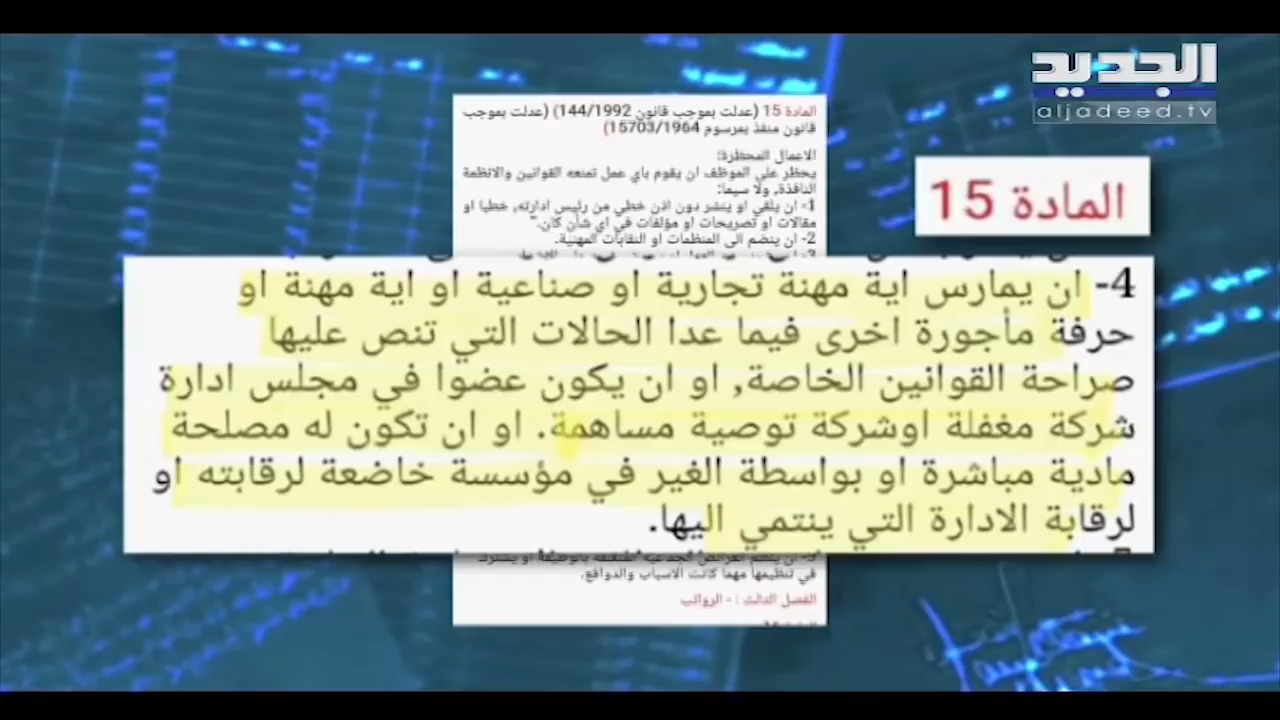 الجديد
aljadeed.tv
المادة 15
المادة 15 (عدلت بموجب قانون 144/1992) (عدلت بموجب
قانون منفذ بمرسوم 15703/1964)
الاعمال المحظرة:
يحظر على الموظف ان يقوم بأي عمل تمنعه القوانين والانظمة
النافذة, ولا سيما:
1- ان يلقي او ينشر دون اذن خطي من رئيس ادارته, خطبا او
مقالات او تصريحات او مؤلفات في اي شأن كان."
2- ان ينضم الى المنظمات او النقابات المهنية.
4- ان يمارس اية مهنة تجارية او صناعية او اية مهنة او
حرفة مأجورة اخرى فيما عدا الحالات التي تنص عليها
صراحة القوانين الخاصة, او ان يكون عضوا في مجلس ادارة
شركة مغفلة اوشركة توصية مساهمة. او ان تكون له مصلحة
مادية مباشرة او بواسطة الغير في مؤسسة خاضعة لرقابته او
لرقابة الادارة التي ينتمي اليها.
في تنظيمها مهما كانت الاسباب والدوافع.
الفصل الثالث : - الرواتب